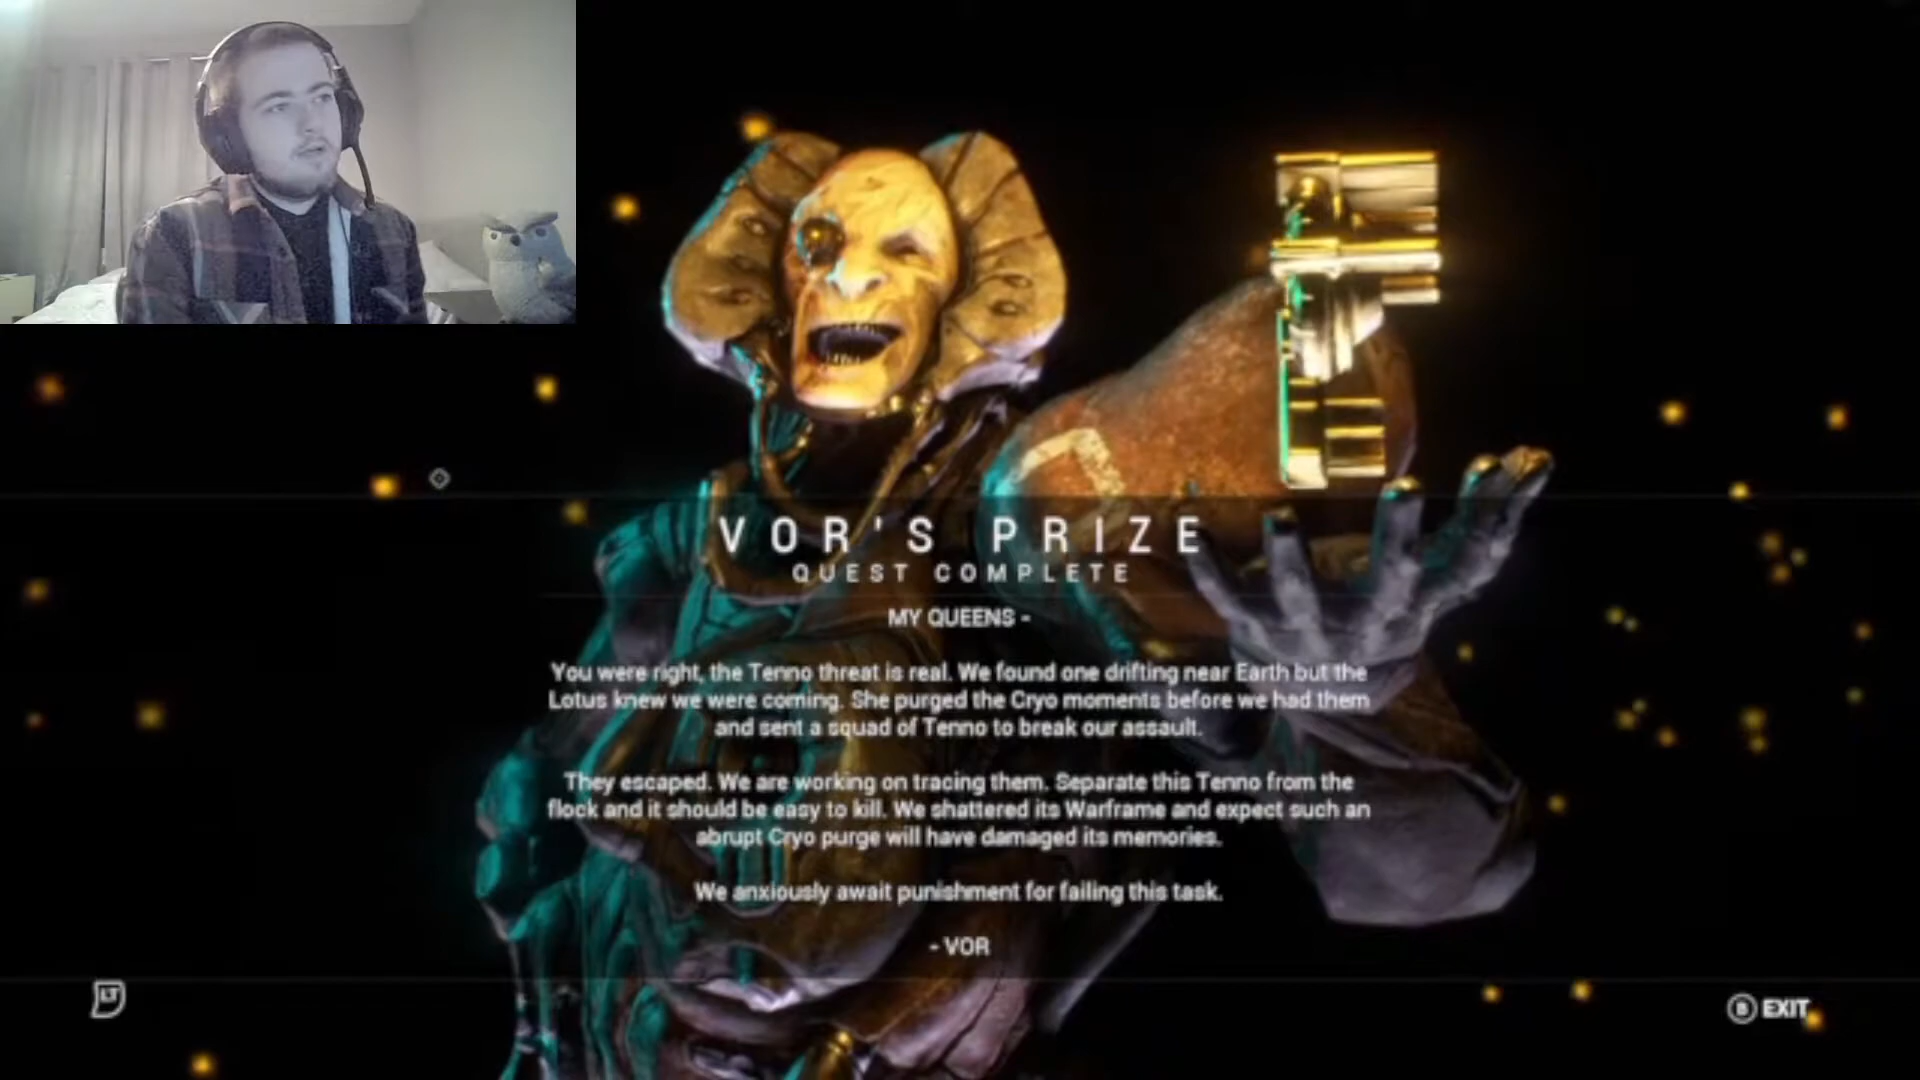 VOR'S PRIZE
QUEST COMPLETE
MY QUEENS -
You were right, the Tenno threat is real. We found one drifting near Earth but the
Lotus knew we were coming. She purged the Cryo moments before we had them
and sent a squad of Tenno to break our assault.
They escaped. We are working on tracing them. Separate this Tenno from the
flock and it should be easy to kill. We shattered its Warframe and expect such an
abrupt Cryo purge will have damaged its memories.
We anxiously await punishment for failing this task.
- VOR
LT
B EXIT